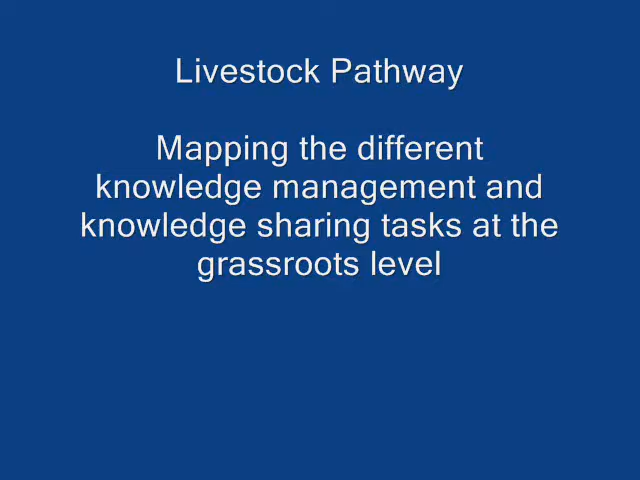 Livestock Pathway
Mapping the different
knowledge management and
knowledge sharing tasks at the
grassroots level